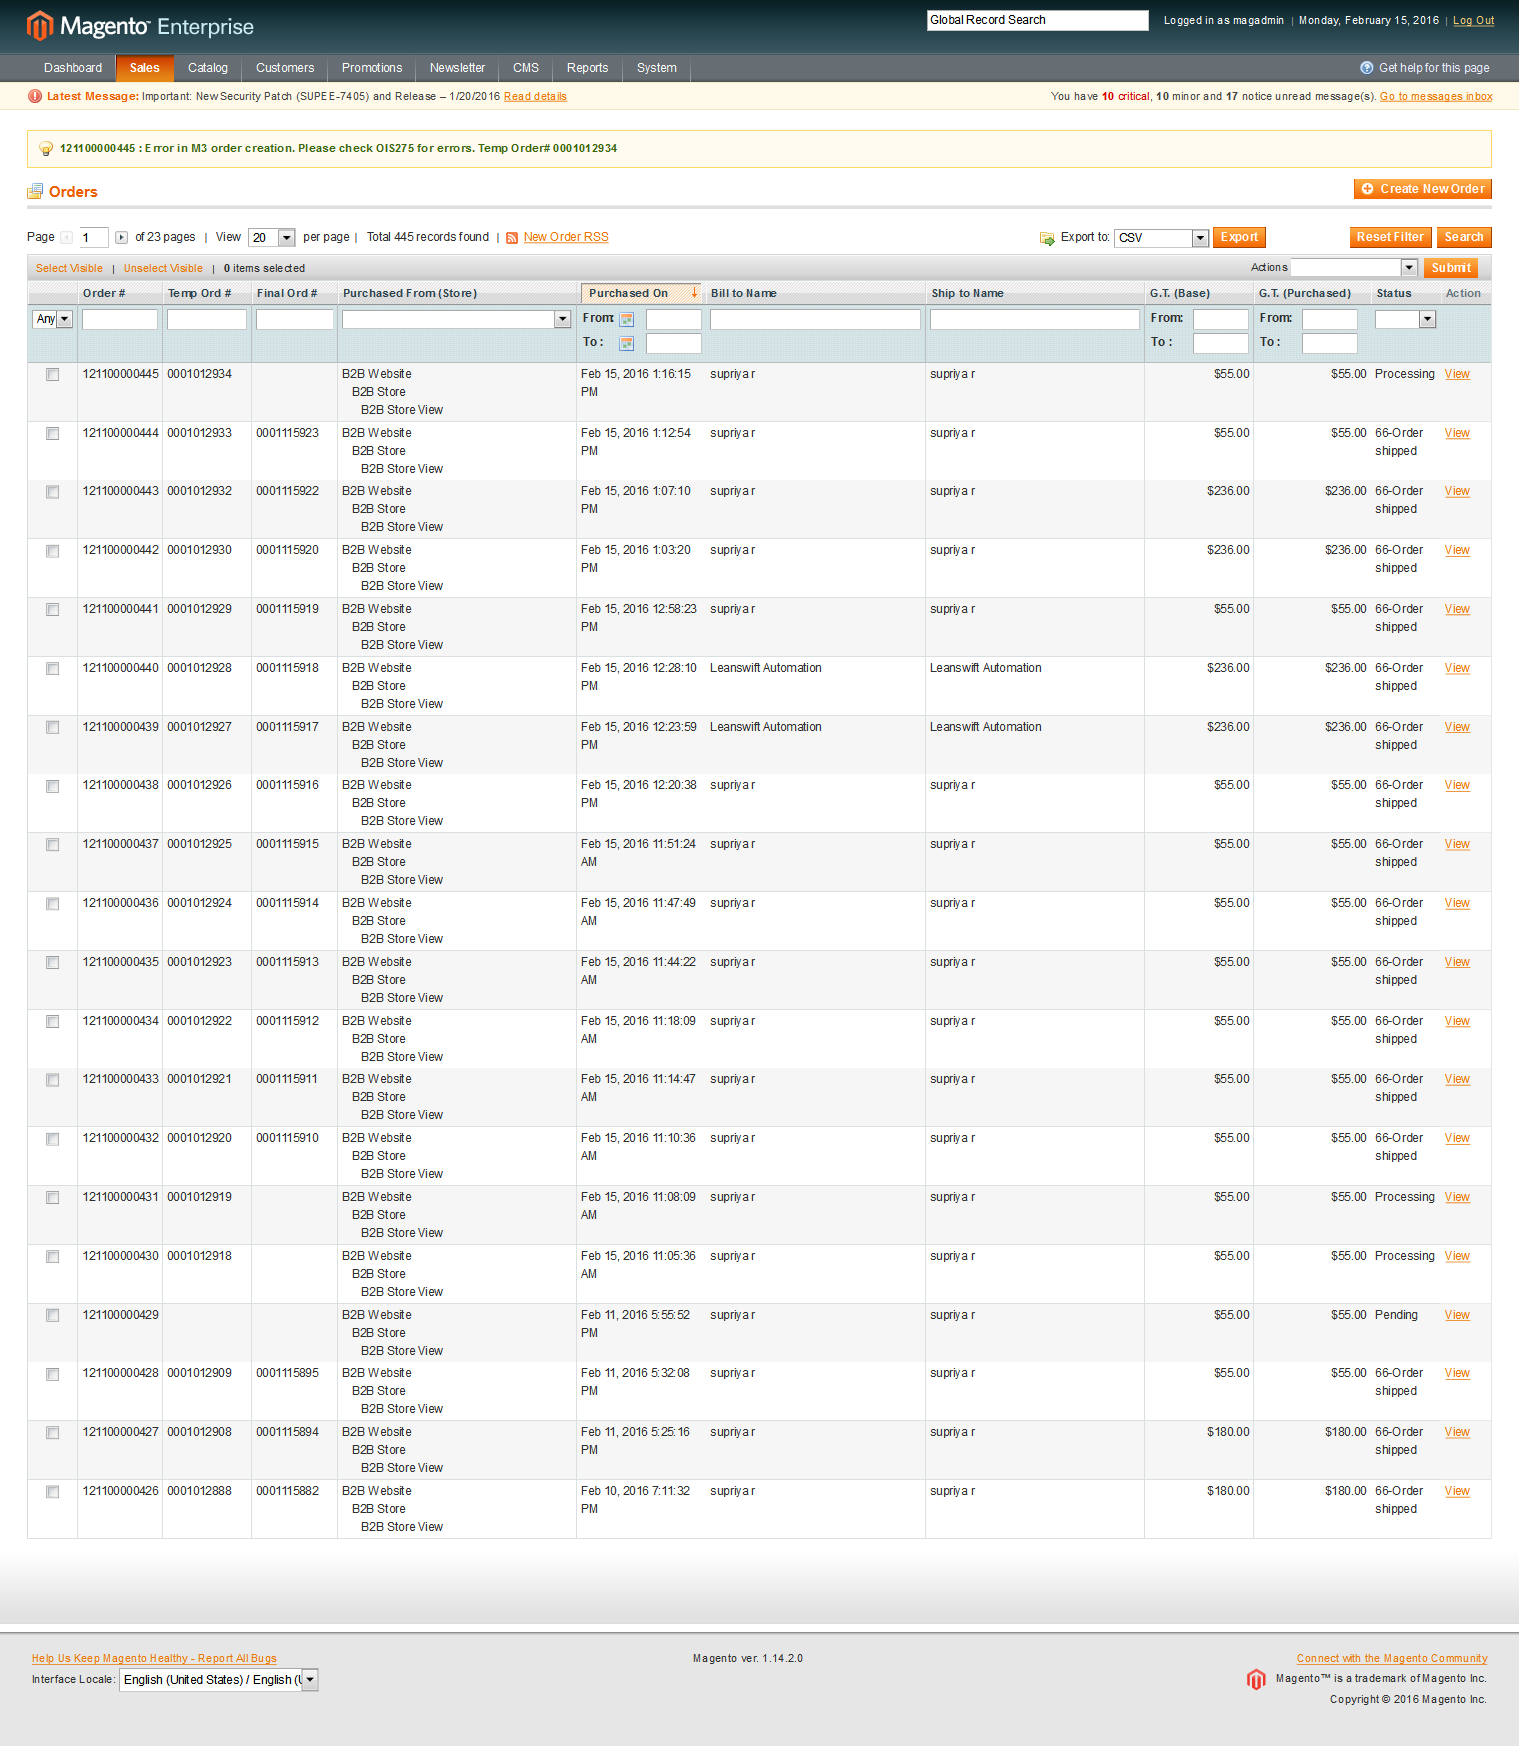 Magento™ Enterprise
Global Record Search
Logged in as magadmin | Monday, February 15, 2016 | Log Out
Dashboard Sales Catalog Customers Promotions Newsletter CMS Reports System
Get help for this page
Latest Message: Important: New Security Patch (SUPEE-7405) and Release – 1/20/2016 Read details
You have 10 critical, 10 minor and 17 notice unread message(s). Go to messages inbox
121100000445 : Error in M3 order creation. Please check OIS275 for errors. Temp Order# 0001012934
Orders
Create New Order
Page 1 of 23 pages | View 20 per page | Total 445 records found | New Order RSS
Export to: CSV Export Reset Filter Search
Select Visible | Unselect Visible | 0 items selected
Actions Submit
Order # Temp Ord # Final Ord # Purchased From (Store) Purchased On Bill to Name Ship to Name G.T. (Base) G.T. (Purchased) Status Action
Any From: From: From:
To : To : To :
121100000445 0001012934 B2B Website Feb 15, 2016 1:16:15 supriya r supriya r $55.00 $55.00 Processing View
B2B Store PM
B2B Store View
121100000444 0001012933 0001115923 B2B Website Feb 15, 2016 1:12:54 supriya r supriya r $55.00 $55.00 66-Order View
B2B Store PM shipped
B2B Store View
121100000443 0001012932 0001115922 B2B Website Feb 15, 2016 1:07:10 supriya r supriya r $236.00 $236.00 66-Order View
B2B Store PM shipped
B2B Store View
121100000442 0001012930 0001115920 B2B Website Feb 15, 2016 1:03:20 supriya r supriya r $236.00 $236.00 66-Order View
B2B Store PM shipped
B2B Store View
121100000441 0001012929 0001115919 B2B Website Feb 15, 2016 12:58:23 supriya r supriya r $55.00 $55.00 66-Order View
B2B Store PM shipped
B2B Store View
121100000440 0001012928 0001115918 B2B Website Feb 15, 2016 12:28:10 Leanswift Automation Leanswift Automation $236.00 $236.00 66-Order View
B2B Store PM shipped
B2B Store View
121100000439 0001012927 0001115917 B2B Website Feb 15, 2016 12:23:59 Leanswift Automation Leanswift Automation $236.00 $236.00 66-Order View
B2B Store PM shipped
B2B Store View
121100000438 0001012926 0001115916 B2B Website Feb 15, 2016 12:20:38 supriya r supriya r $55.00 $55.00 66-Order View
B2B Store PM shipped
B2B Store View
121100000437 0001012925 0001115915 B2B Website Feb 15, 2016 11:51:24 supriya r supriya r $55.00 $55.00 66-Order View
B2B Store AM shipped
B2B Store View
121100000436 0001012924 0001115914 B2B Website Feb 15, 2016 11:47:49 supriya r supriya r $55.00 $55.00 66-Order View
B2B Store AM shipped
B2B Store View
121100000435 0001012923 0001115913 B2B Website Feb 15, 2016 11:44:22 supriya r supriya r $55.00 $55.00 66-Order View
B2B Store AM shipped
B2B Store View
121100000434 0001012922 0001115912 B2B Website Feb 15, 2016 11:18:09 supriya r supriya r $55.00 $55.00 66-Order View
B2B Store AM shipped
B2B Store View
121100000433 0001012921 0001115911 B2B Website Feb 15, 2016 11:14:47 supriya r supriya r $55.00 $55.00 66-Order View
B2B Store AM shipped
B2B Store View
121100000432 0001012920 0001115910 B2B Website Feb 15, 2016 11:10:36 supriya r supriya r $55.00 $55.00 66-Order View
B2B Store AM shipped
B2B Store View
121100000431 0001012919 B2B Website Feb 15, 2016 11:08:09 supriya r supriya r $55.00 $55.00 Processing View
B2B Store AM
B2B Store View
121100000430 0001012918 B2B Website Feb 15, 2016 11:05:36 supriya r supriya r $55.00 $55.00 Processing View
B2B Store AM
B2B Store View
121100000429 B2B Website Feb 11, 2016 5:55:52 supriya r supriya r $55.00 $55.00 Pending View
B2B Store PM
B2B Store View
121100000428 0001012909 0001115895 B2B Website Feb 11, 2016 5:32:08 supriya r supriya r $55.00 $55.00 66-Order View
B2B Store PM shipped
B2B Store View
121100000427 0001012908 0001115894 B2B Website Feb 11, 2016 5:25:16 supriya r supriya r $180.00 $180.00 66-Order View
B2B Store PM shipped
B2B Store View
121100000426 0001012888 0001115882 B2B Website Feb 10, 2016 7:11:32 supriya r supriya r $180.00 $180.00 66-Order View
B2B Store PM shipped
B2B Store View
Help Us Keep Magento Healthy - Report All Bugs
Magento ver. 1.14.2.0
Connect with the Magento Community
Interface Locale: English (United States) / English (U
Magento™ is a trademark of Magento Inc.
Copyright © 2016 Magento Inc.